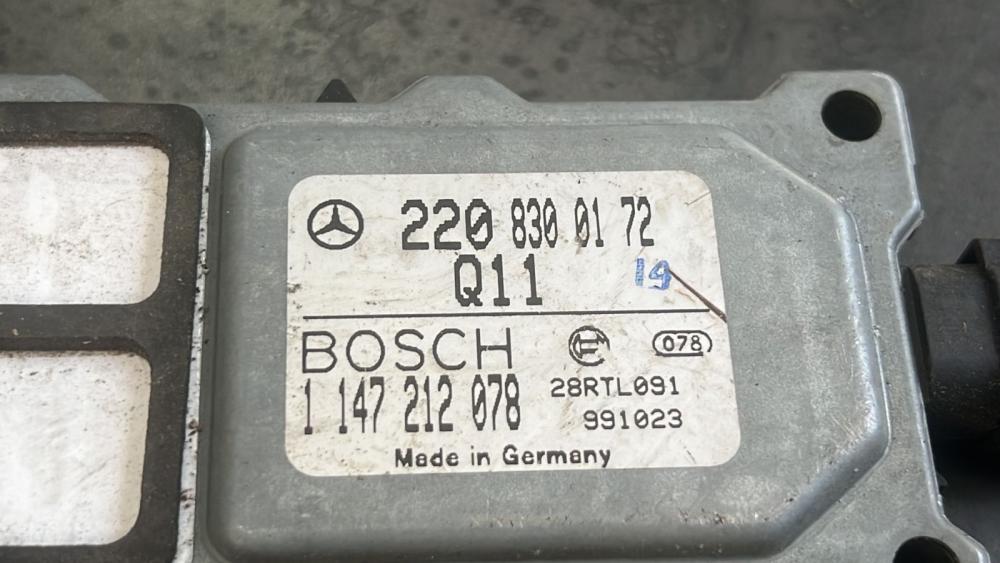 220 830 01 72
Q11
19
BOSCH
078
1 147 212 078
28RTL091
991023
Made in Germany